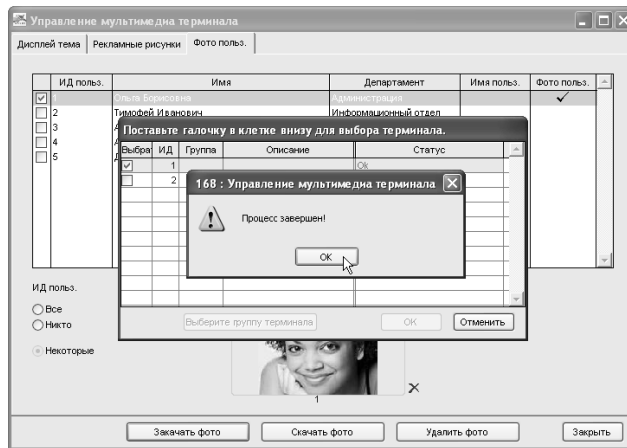 Управление мультимедна терминала
Дисплей тема
Рекламные рисунки
Фото польз.
ИД польз.
Имя
Департамент
Имя польз.
Фото польз.
1
Ольга Борисовна
Администрация
2
Тимофей Иванович
Информационный отдел
3
А
4
А
5
Д
Поставьте галочку в клетке внизу для выбора терминала.
Выбра
ИД
Группа
Описание
Статус
1
Ok
2
168 : Управление мультимедиа терминала
Процесс завершен!
OK
Выберите группу терминала
OK
Отменить
ИД польз.
Все
Никто
Некоторые
1
Закачать фото
Скачать фото
Удалить фото
Закрыть